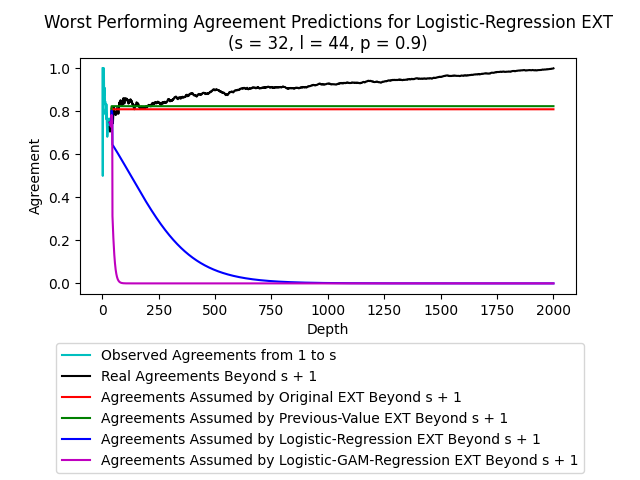 Worst Performing Agreement Predictions for Logistic-Regression EXT
(s = 32, l = 44, p = 0.9)
Agreement
1.0
0.8
0.6
0.4
0.2
0.0
0 250 500 750 1000 1250 1500 1750 2000
Depth
Observed Agreements from 1 to s
Real Agreements Beyond s + 1
Agreements Assumed by Original EXT Beyond s + 1
Agreements Assumed by Previous-Value EXT Beyond s + 1
Agreements Assumed by Logistic-Regression EXT Beyond s + 1
Agreements Assumed by Logistic-GAM-Regression EXT Beyond s + 1